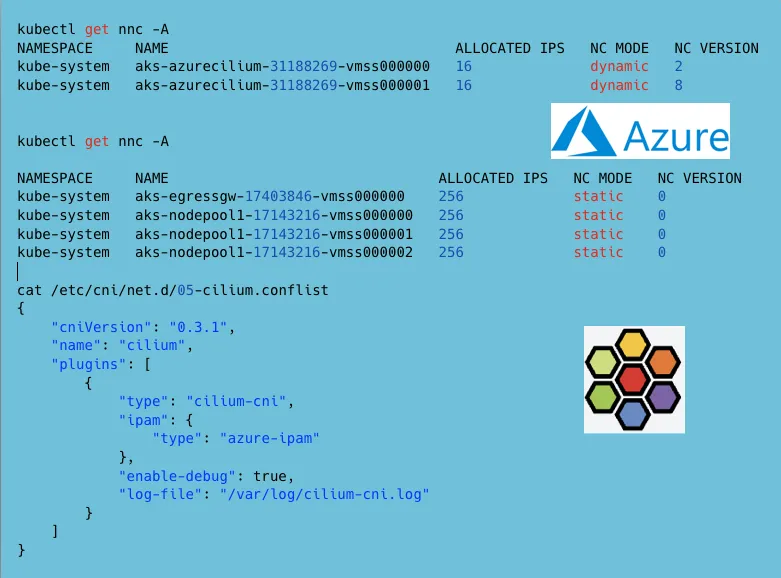 kubectl get nnc -A
NAMESPACE NAME ALLOCATED IPS NC MODE NC VERSION
kube-system aks-azurecilium-31188269-vmss000000 16 dynamic 2
kube-system aks-azurecilium-31188269-vmss000001 16 dynamic 8
Azure
kubectl get nnc -A
NAMESPACE NAME ALLOCATED IPS NC MODE NC VERSION
kube-system aks-egressgw-17403846-vmss000000 256 static 0
kube-system aks-nodepool1-17143216-vmss000000 256 static 0
kube-system aks-nodepool1-17143216-vmss000001 256 static 0
kube-system aks-nodepool1-17143216-vmss000002 256 static 0
cat /etc/cni/net.d/05-cilium.conflist
{
    "cniVersion": "0.3.1",
    "name": "cilium",
    "plugins": [
        {
            "type": "cilium-cni",
            "ipam": {
                "type": "azure-ipam"
            },
            "enable-debug": true,
            "log-file": "/var/log/cilium-cni.log"
        }
    ]
}